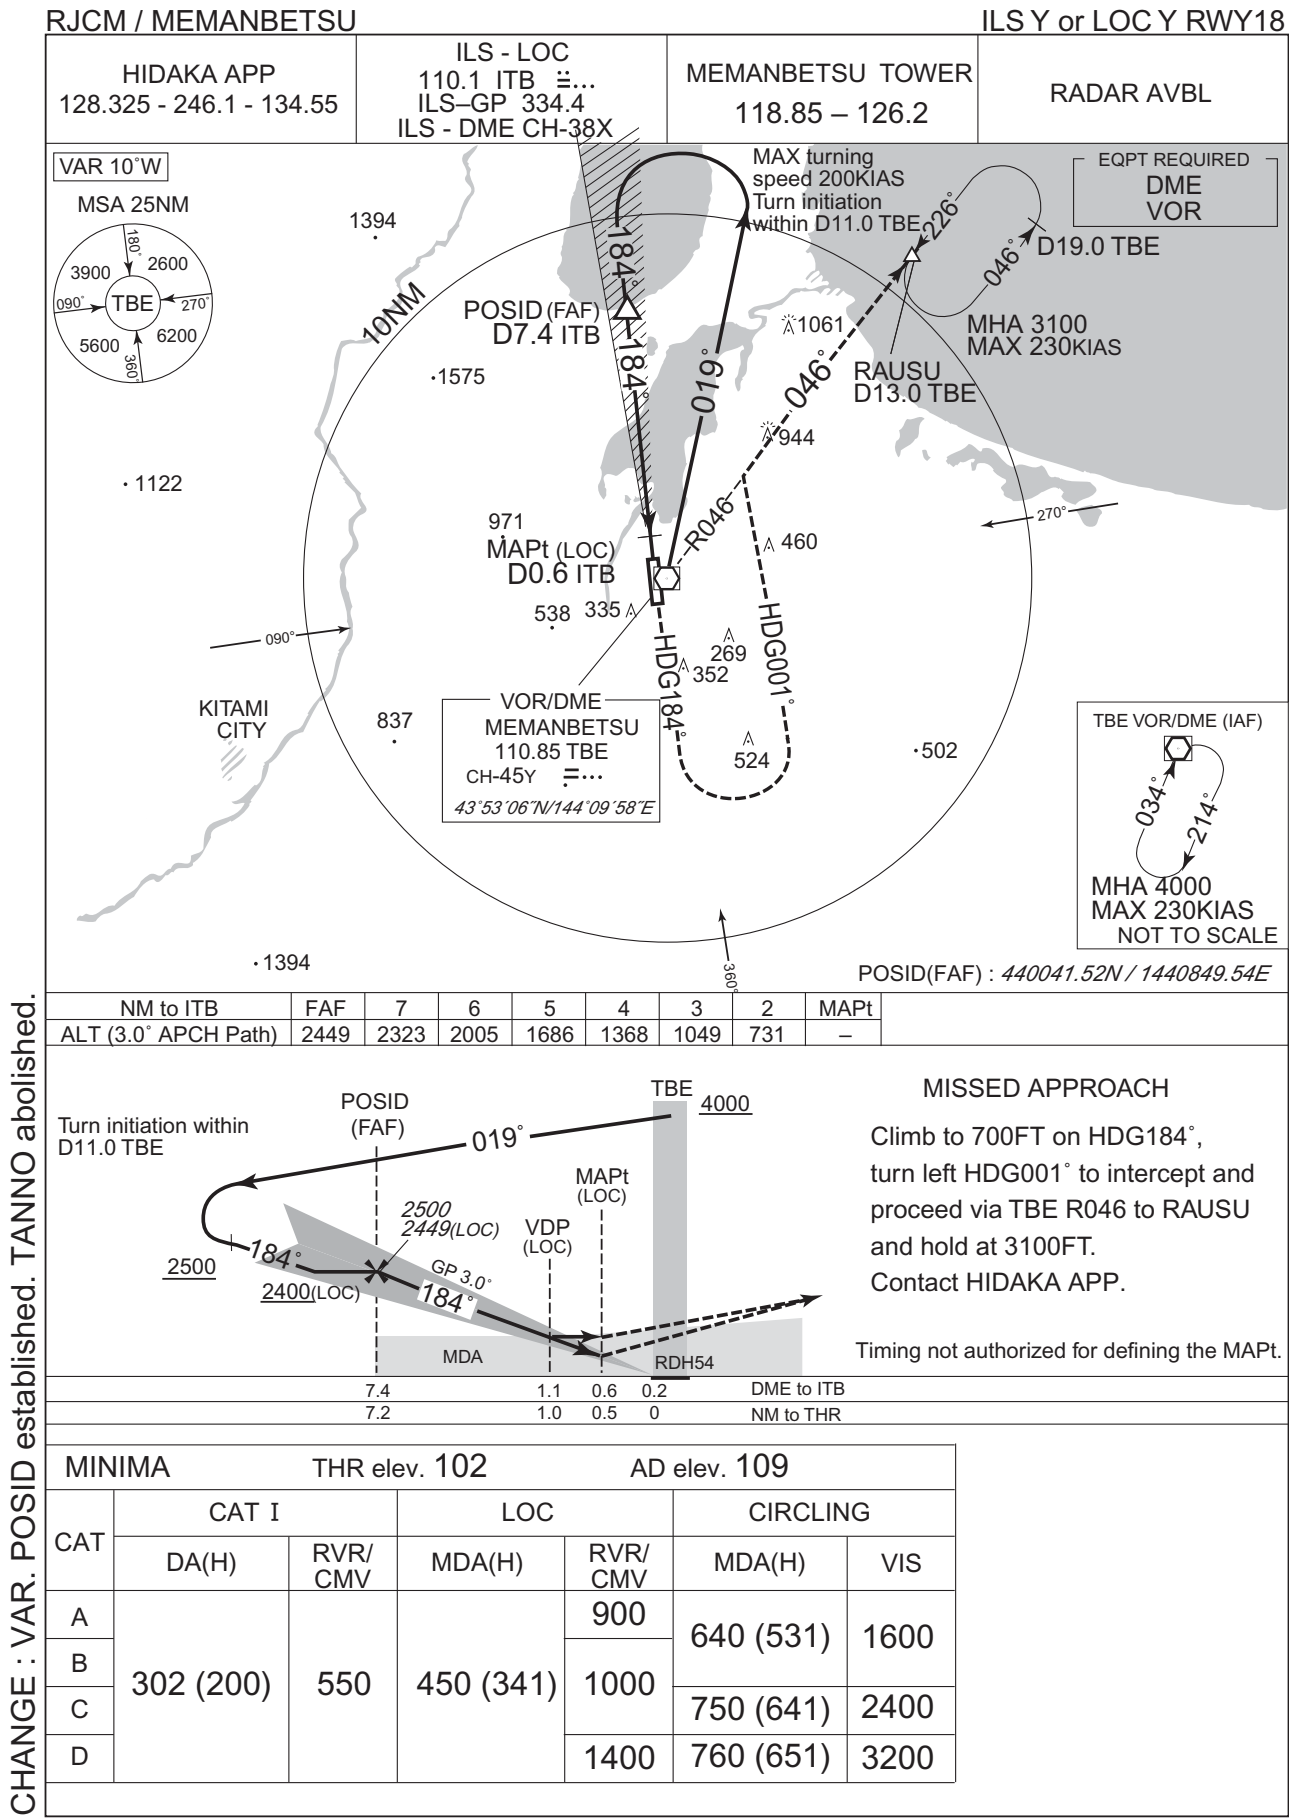 RJCM / MEMANBETSU
ILS Y or LOC Y RWY18
HIDAKA APP
128.325 - 246.1 - 134.55
ILS - LOC
110.1 ITB
ILS–GP 334.4
ILS - DME CH-38X
MEMANBETSU TOWER
118.85 – 126.2
RADAR AVBL
VAR 10˚W
MSA 25NM
180˚
3900
2600
090˚
TBE
270˚
5600
6200
360˚
MAX turning
speed 200KIAS
Turn initiation
within D11.0 TBE
EQPT REQUIRED
DME
VOR
1394
10NM
184˚
POSID (FAF)
D7.4 ITB
184˚
019˚
226˚
046˚
D19.0 TBE
1061
MHA 3100
MAX 230KIAS
046˚
RAUSU
D13.0 TBE
1575
944
1122
270˚
971
R046
460
MAPt (LOC)
D0.6 ITB
538
335
090˚
269
352
HDG184˚
HDG001˚
KITAMI
CITY
837
524
502
VOR/DME
MEMANBETSU
110.85 TBE
CH-45Y
43˚53´06˝N/144˚09´58˝E
TBE VOR/DME (IAF)
034˚
214˚
MHA 4000
MAX 230KIAS
NOT TO SCALE
1394
360˚
POSID(FAF) : 440041.52N / 1440849.54E
NM to ITB FAF 7 6 5 4 3 2 MAPt
ALT (3.0˚ APCH Path) 2449 2323 2005 1686 1368 1049 731 –
Turn initiation within
D11.0 TBE
POSID
(FAF)
019˚
TBE
4000
MAPt
(LOC)
2500
2449(LOC)
VDP
(LOC)
184˚
2500
2400(LOC)
GP 3.0˚
184˚
MDA
RDH54
MISSED APPROACH
Climb to 700FT on HDG184˚,
turn left HDG001˚ to intercept and
proceed via TBE R046 to RAUSU
and hold at 3100FT.
Contact HIDAKA APP.
Timing not authorized for defining the MAPt.
7.4 1.1 0.6 0.2 DME to ITB
7.2 1.0 0.5 0 NM to THR
MINIMA THR elev. 102 AD elev. 109
CAT
CAT I LOC CIRCLING
DA(H) RVR/CMV MDA(H) RVR/CMV MDA(H) VIS
A
B
C
D
302 (200)
550
450 (341)
900
1000
1400
640 (531) 1600
750 (641) 2400
760 (651) 3200
CHANGE : VAR. POSID established. TANNO abolished.